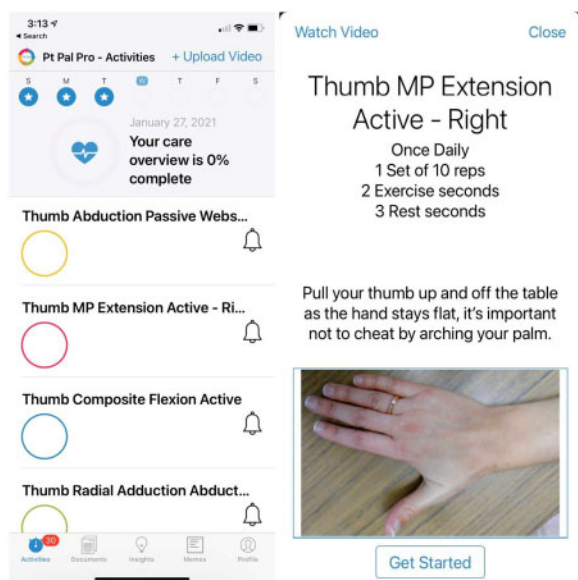 3:13
Search
Pt Pal Pro - Activities + Upload Video
S M T W T F S
January 27, 2021
Your care
overview is 0%
complete
Thumb Abduction Passive Webs...
Thumb MP Extension Active - Ri...
Thumb Composite Flexion Active
Thumb Radial Adduction Abduct...
30
Activities Documents Insights Memos Profile
Watch Video Close
Thumb MP Extension
Active - Right
Once Daily
1 Set of 10 reps
2 Exercise seconds
3 Rest seconds
Pull your thumb up and off the table
as the hand stays flat, it's important
not to cheat by arching your palm.
Get Started